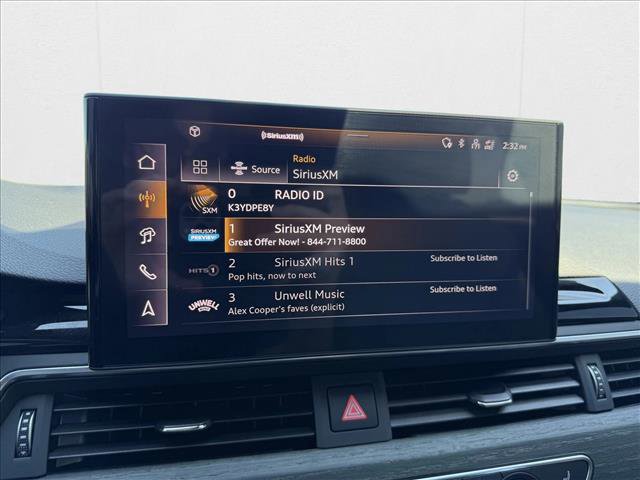 ((SiriusXM))
2:32 PM
Radio
Source
SiriusXM
0 RADIO ID
SXM
K3YDPE8Y
1 SiriusXM Preview
SIRIUSXM
PREVIEW
Great Offer Now! - 844-711-8800
2 SiriusXM Hits 1 Subscribe to Listen
HITS 1
Pop hits, now to next
3 Unwell Music Subscribe to Listen
UNWELL
Alex Cooper's faves (explicit)